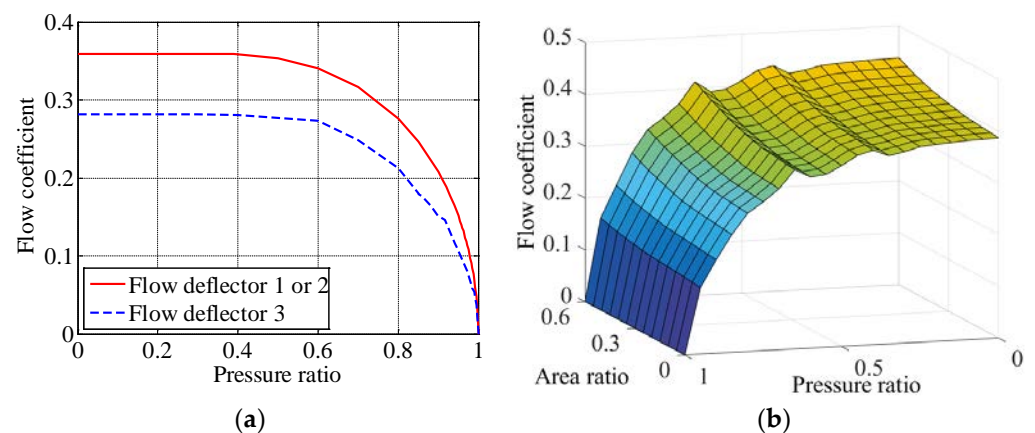 0.4
0.3
0.2
0.1
0
Flow coefficient
Flow deflector 1 or 2
Flow deflector 3
0 0.2 0.4 0.6 0.8 1
Pressure ratio
(a)
0.5
0.4
0.3
0.2
0.1
0
Flow coefficient
0.6
0.3
0
Area ratio
1
0.5
0
Pressure ratio
(b)